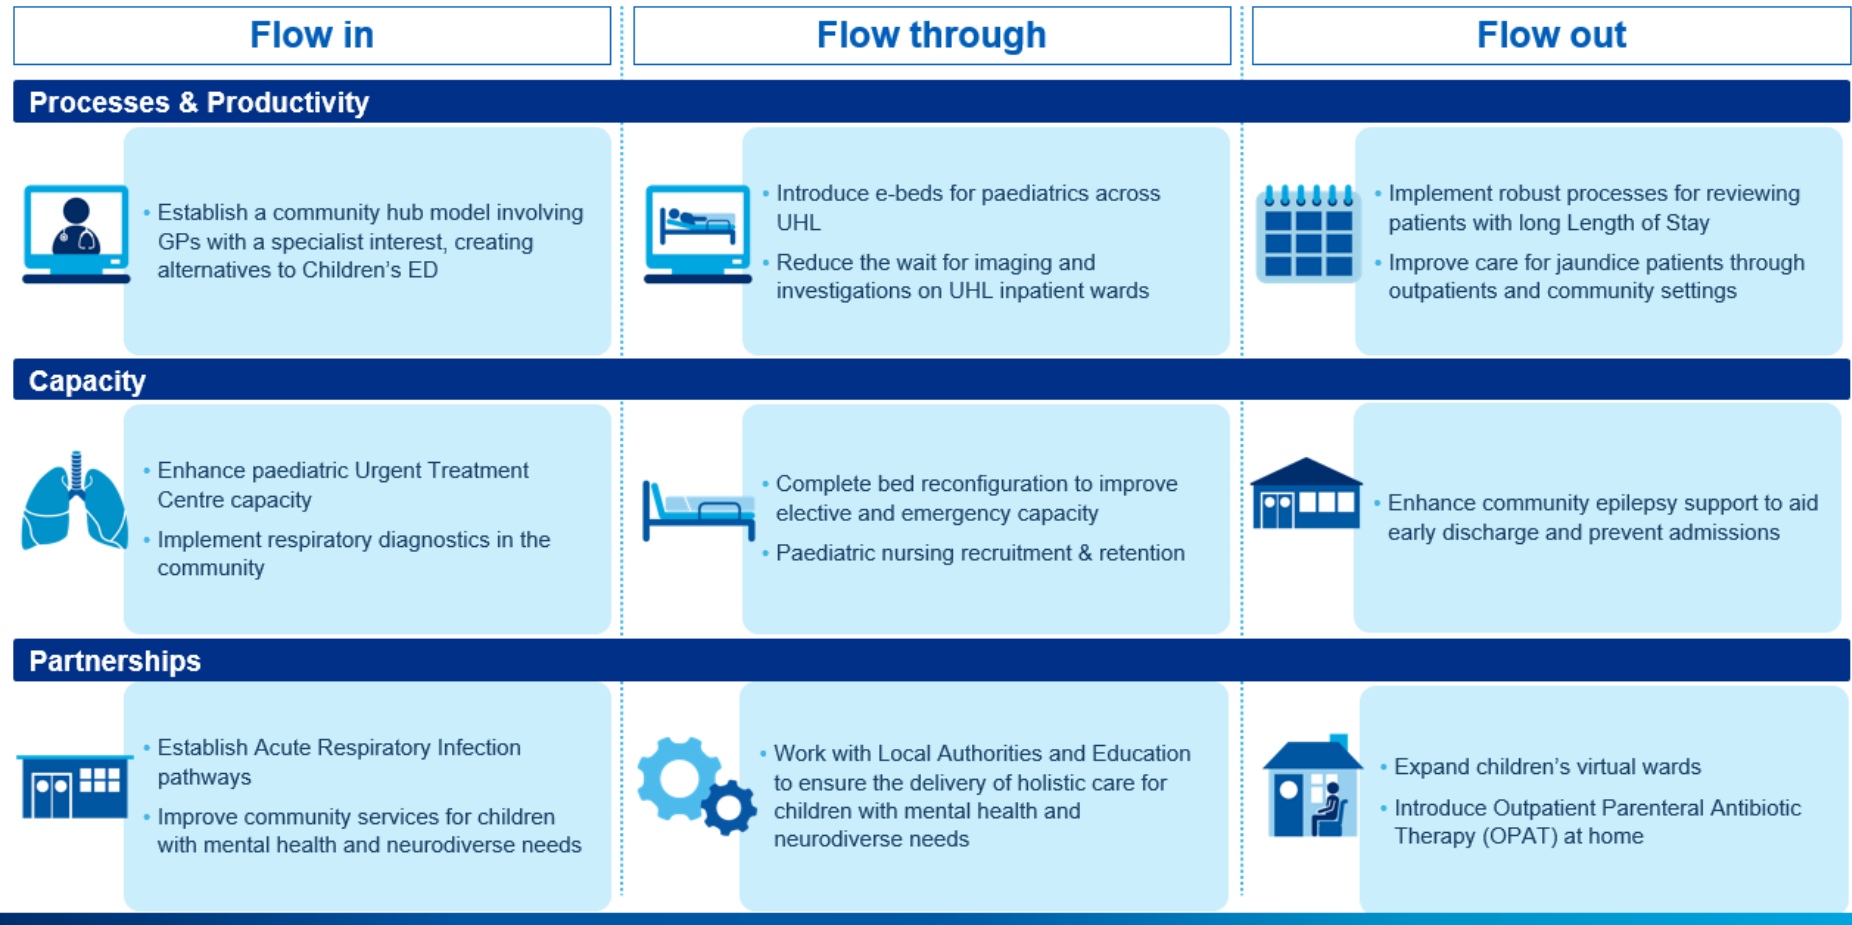 Flow in
Flow through
Flow out
Processes & Productivity
• Establish a community hub model involving
GPs with a specialist interest, creating
alternatives to Children's ED
• Introduce e-beds for paediatrics across
UHL
• Reduce the wait for imaging and
investigations on UHL inpatient wards
• Implement robust processes for reviewing
patients with long Length of Stay
• Improve care for jaundice patients through
outpatients and community settings
Capacity
• Enhance paediatric Urgent Treatment
Centre capacity
• Implement respiratory diagnostics in the
community
• Complete bed reconfiguration to improve
elective and emergency capacity
• Paediatric nursing recruitment & retention
• Enhance community epilepsy support to aid
early discharge and prevent admissions
Partnerships
• Establish Acute Respiratory Infection
pathways
• Improve community services for children
with mental health and neurodiverse needs
• Work with Local Authorities and Education
to ensure the delivery of holistic care for
children with mental health and
neurodiverse needs
• Expand children's virtual wards
• Introduce Outpatient Parenteral Antibiotic
Therapy (OPAT) at home